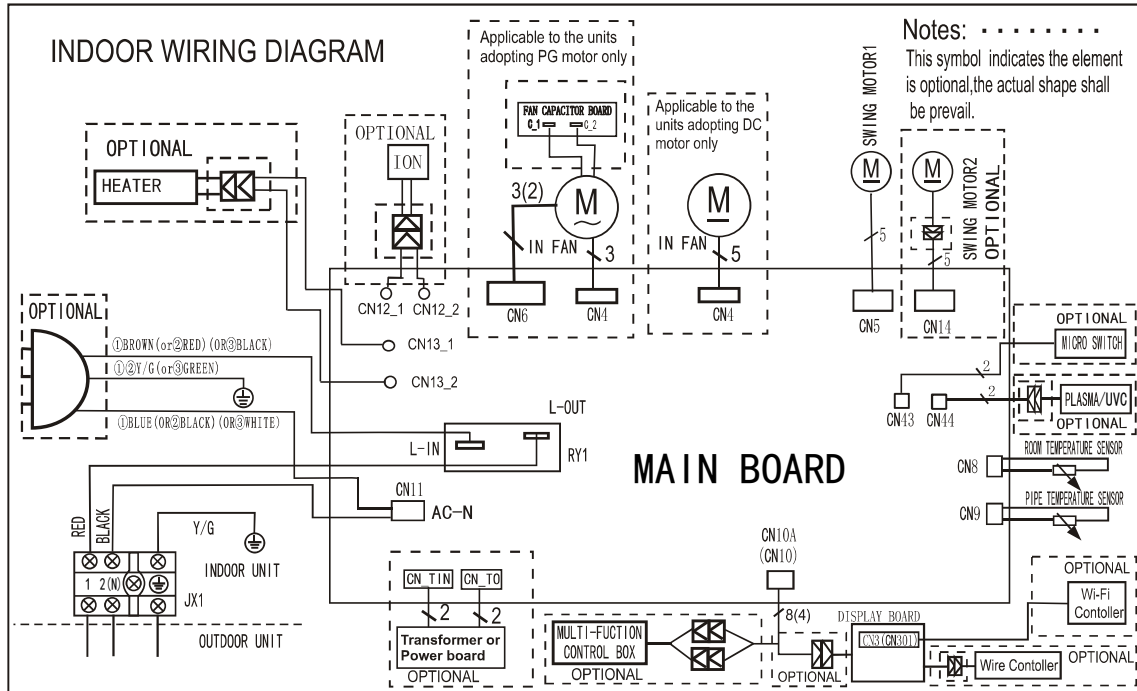 INDOOR WIRING DIAGRAM
Applicable to the units
adopting PG motor only
FAN CAPACITOR BOARD
C_1
C_2
M
3(2)
IN FAN
3
CN6
CN4
Applicable to the
units adopting DC
motor only
M
IN FAN
5
CN4
SWING MOTOR1
M
5
CN5
Notes: · · · · · · · ·
This symbol indicates the element
is optional,the actual shape shall
be prevail.
M
SWING MOTOR2
OPTIONAL
5
CN14
OPTIONAL
HEATER
OPTIONAL
ION
CN12_1
CN12_2
CN13_1
CN13_2
OPTIONAL
①BROWN(or②RED)(OR③BLACK)
①②Y/G(or③GREEN)
①BLUE(OR②BLACK)(OR③WHITE)
L-OUT
L-IN
RY1
CN11
AC-N
MAIN BOARD
OPTIONAL
MICRO SWITCH
2
2
CN43
CN44
PLASMA/UVC
OPTIONAL
ROOM TEMPERATURE SENSOR
CN8
PIPE TEMPERATURE SENSOR
CN9
RED
BLACK
Y/G
1 2(N)
INDOOR UNIT
JX1
OUTDOOR UNIT
CN_TIN
CN_TO
2
2
Transformer or
Power board
OPTIONAL
CN10A
(CN10)
8(4)
MULTI-FUCTION
CONTROL BOX
OPTIONAL
OPTIONAL
DISPLAY BOARD
CN3(CN301)
OPTIONAL
Wi-Fi
Contoller
Wire Contoller
OPTIONAL